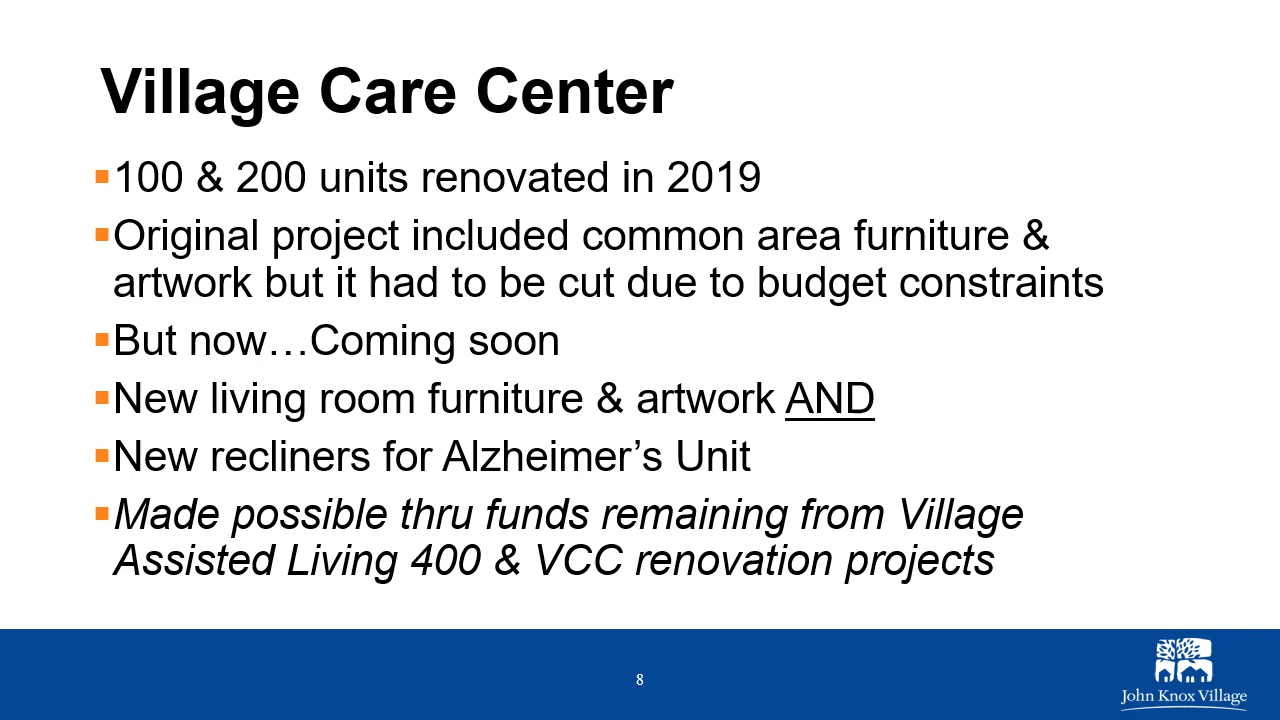 Village Care Center
▪100 & 200 units renovated in 2019
▪Original project included common area furniture &
artwork but it had to be cut due to budget constraints
▪But now…Coming soon
▪New living room furniture & artwork AND
▪New recliners for Alzheimer’s Unit
▪Made possible thru funds remaining from Village
Assisted Living 400 & VCC renovation projects
8
John Knox Village